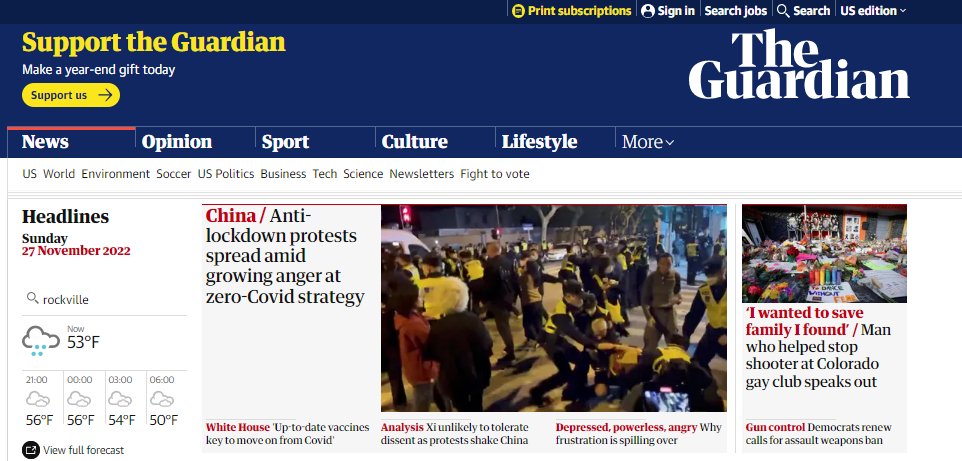 Print subscriptions
Sign in
Search jobs
Search
US edition
Support the Guardian
Make a year-end gift today
Support us
The
Guardian
News
Opinion
Sport
Culture
Lifestyle
More
US World Environment Soccer US Politics Business Tech Science Newsletters Fight to vote
Headlines
Sunday
27 November 2022
rockville
Now
53°F
21:00 00:00 03:00 06:00
56°F 56°F 54°F 50°F
View full forecast
China / Anti-
lockdown protests
spread amid
growing anger at
zero-Covid strategy
White House 'Up-to-date vaccines
key to move on from Covid'
Analysis Xi unlikely to tolerate
dissent as protests shake China
Depressed, powerless, angry Why
frustration is spilling over
TO DANCE
WITHOUT
‘I wanted to save
family I found’ / Man
who helped stop
shooter at Colorado
gay club speaks out
Gun control Democrats renew
calls for assault weapons ban